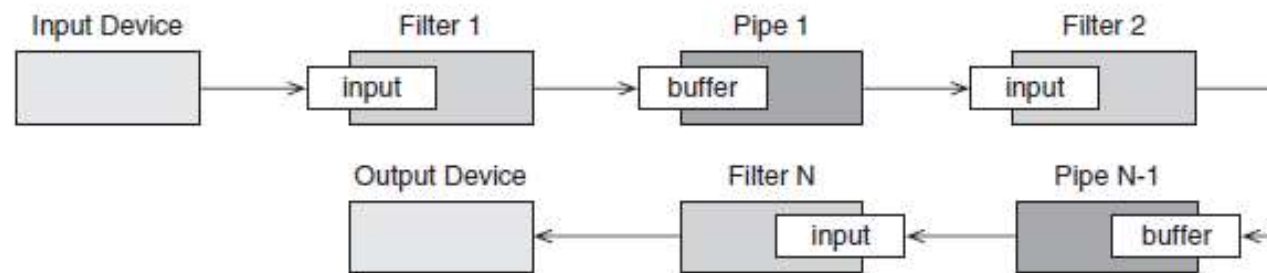 Input Device Filter 1 Pipe 1 Filter 2
input buffer input
Output Device Filter N Pipe N-1
input buffer